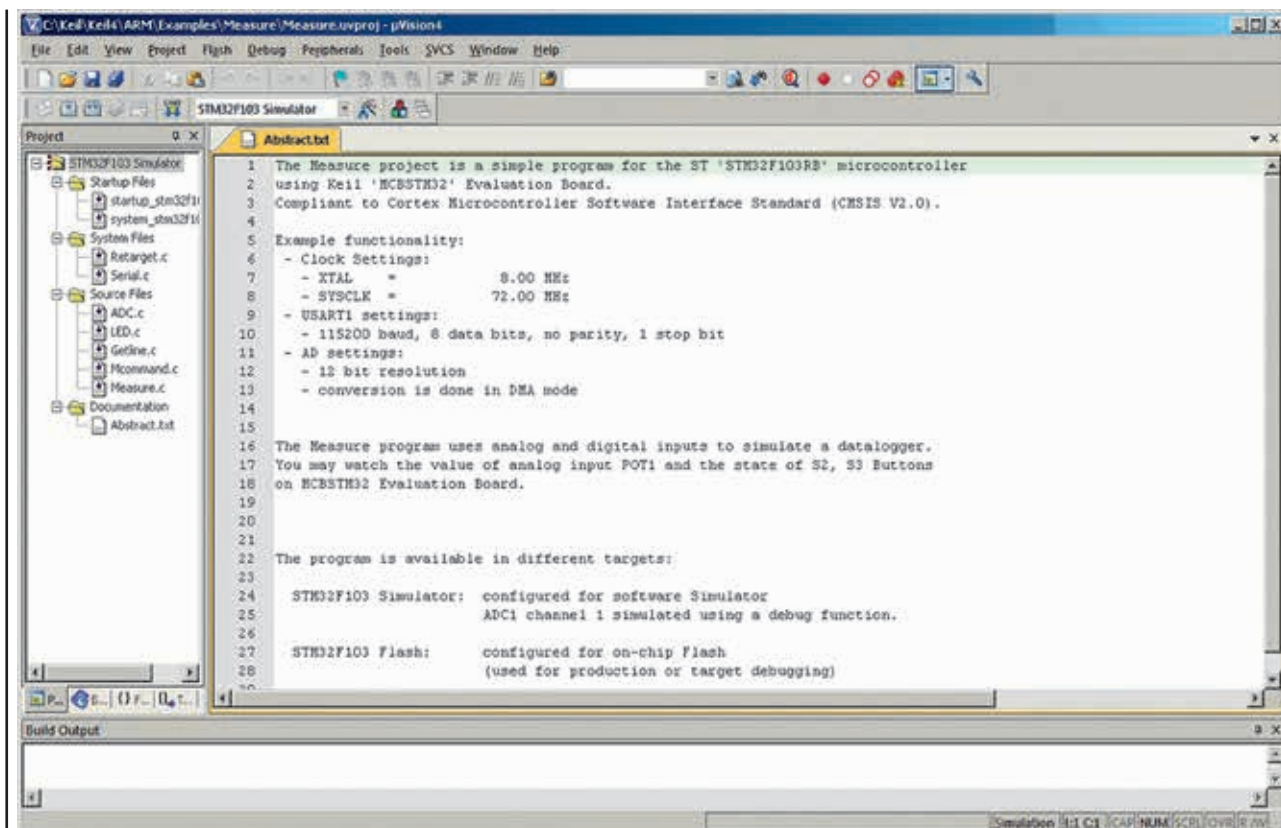 C:\Keil\Keil4\ARM\Examples\Measure\Measure.uvproj - µVision4
File Edit View Project Flash Debug Peripherals Tools SVCS Window Help
STM32F103 Simulator
Project
Abstract.txt
STM32F103 Simulator
Startup Files
startup_stm32f10
system_stm32f10
System Files
Retarget.c
Serial.c
Source Files
ADC.c
LED.c
Getline.c
Mcommand.c
Measure.c
Documentation
Abstract.txt
1 The Measure project is a simple program for the ST 'STM32F103RB' microcontroller
2 using Keil 'MCBSTM32' Evaluation Board.
3 Compliant to Cortex Microcontroller Software Interface Standard (CMSIS V2.0).
4
5 Example functionality:
6 - Clock Settings:
7 - XTAL = 8.00 MHz
8 - SYSCLK = 72.00 MHz
9 - USART1 settings:
10 - 115200 baud, 8 data bits, no parity, 1 stop bit
11 - AD settings:
12 - 12 bit resolution
13 - conversion is done in DMA mode
14
15
16 The Measure program uses analog and digital inputs to simulate a datalogger.
17 You may watch the value of analog input POT1 and the state of S2, S3 Buttons
18 on MCBSTM32 Evaluation Board.
19
20
21
22 The program is available in different targets:
23
24 STM32F103 Simulator: configured for software Simulator
25 ADC1 channel 1 simulated using a debug function.
26
27 STM32F103 Flash: configured for on-chip Flash
28 (used for production or target debugging)
P... B... {} F... 0 T...
Build Output
Simulation L:1 C:1 CAP NUM SCRL OVR R/W